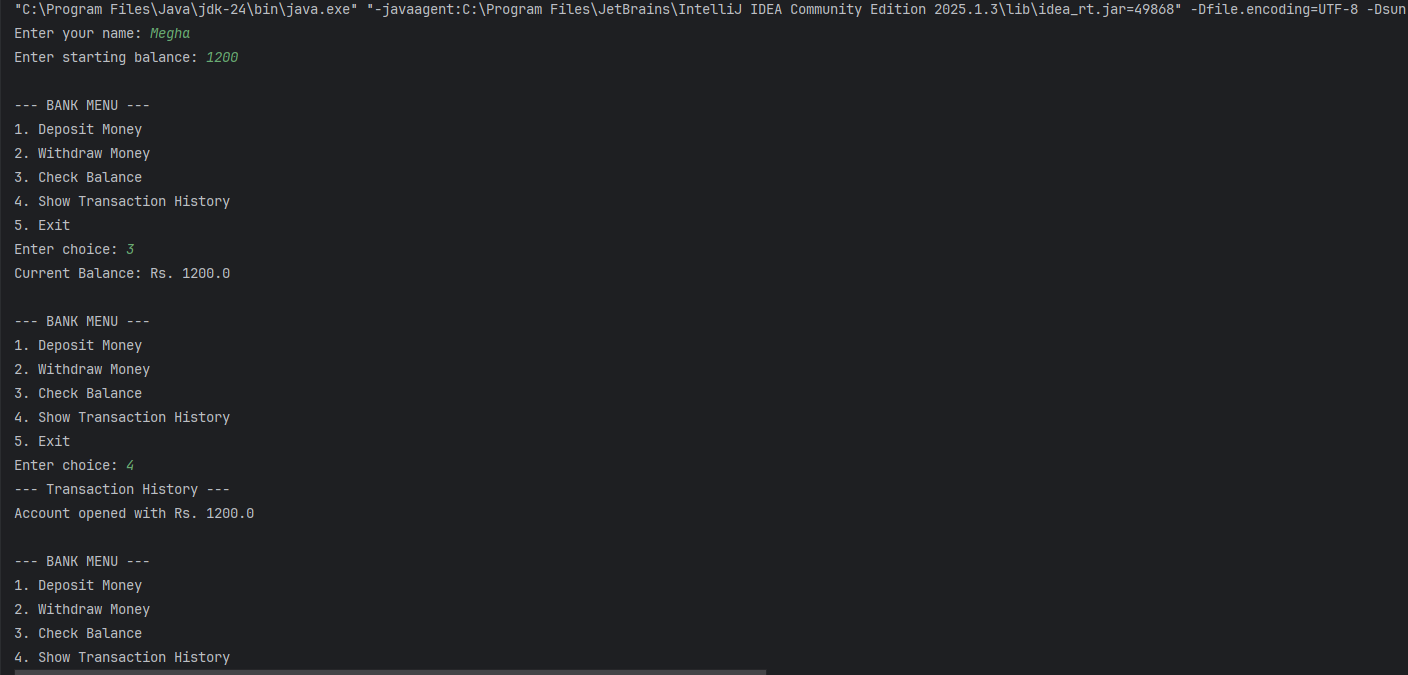 "C:\Program Files\Java\jdk-24\bin\java.exe" "-javaagent:C:\Program Files\JetBrains\IntelliJ IDEA Community Edition 2025.1.3\lib\idea_rt.jar=49868" -Dfile.encoding=UTF-8 -Dsun
Enter your name: Megha
Enter starting balance: 1200
--- BANK MENU ---
1. Deposit Money
2. Withdraw Money
3. Check Balance
4. Show Transaction History
5. Exit
Enter choice: 3
Current Balance: Rs. 1200.0
--- BANK MENU ---
1. Deposit Money
2. Withdraw Money
3. Check Balance
4. Show Transaction History
5. Exit
Enter choice: 4
--- Transaction History ---
Account opened with Rs. 1200.0
--- BANK MENU ---
1. Deposit Money
2. Withdraw Money
3. Check Balance
4. Show Transaction History